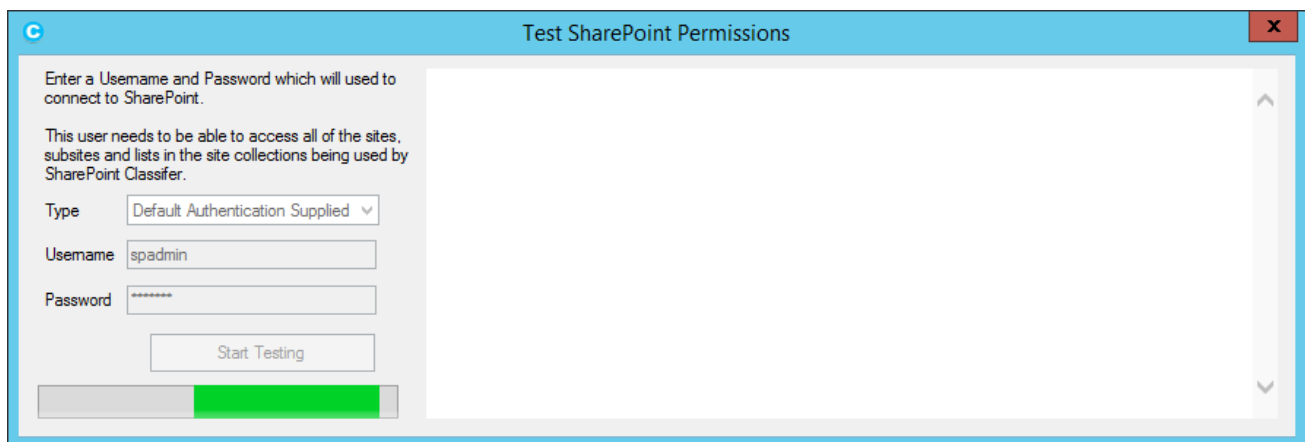 Test SharePoint Permissions
x
Enter a Username and Password which will used to
connect to SharePoint.
This user needs to be able to access all of the sites,
subsites and lists in the site collections being used by
SharePoint Classifer.
Type
Default Authentication Supplied
Username
spadmin
Password
*******
Start Testing